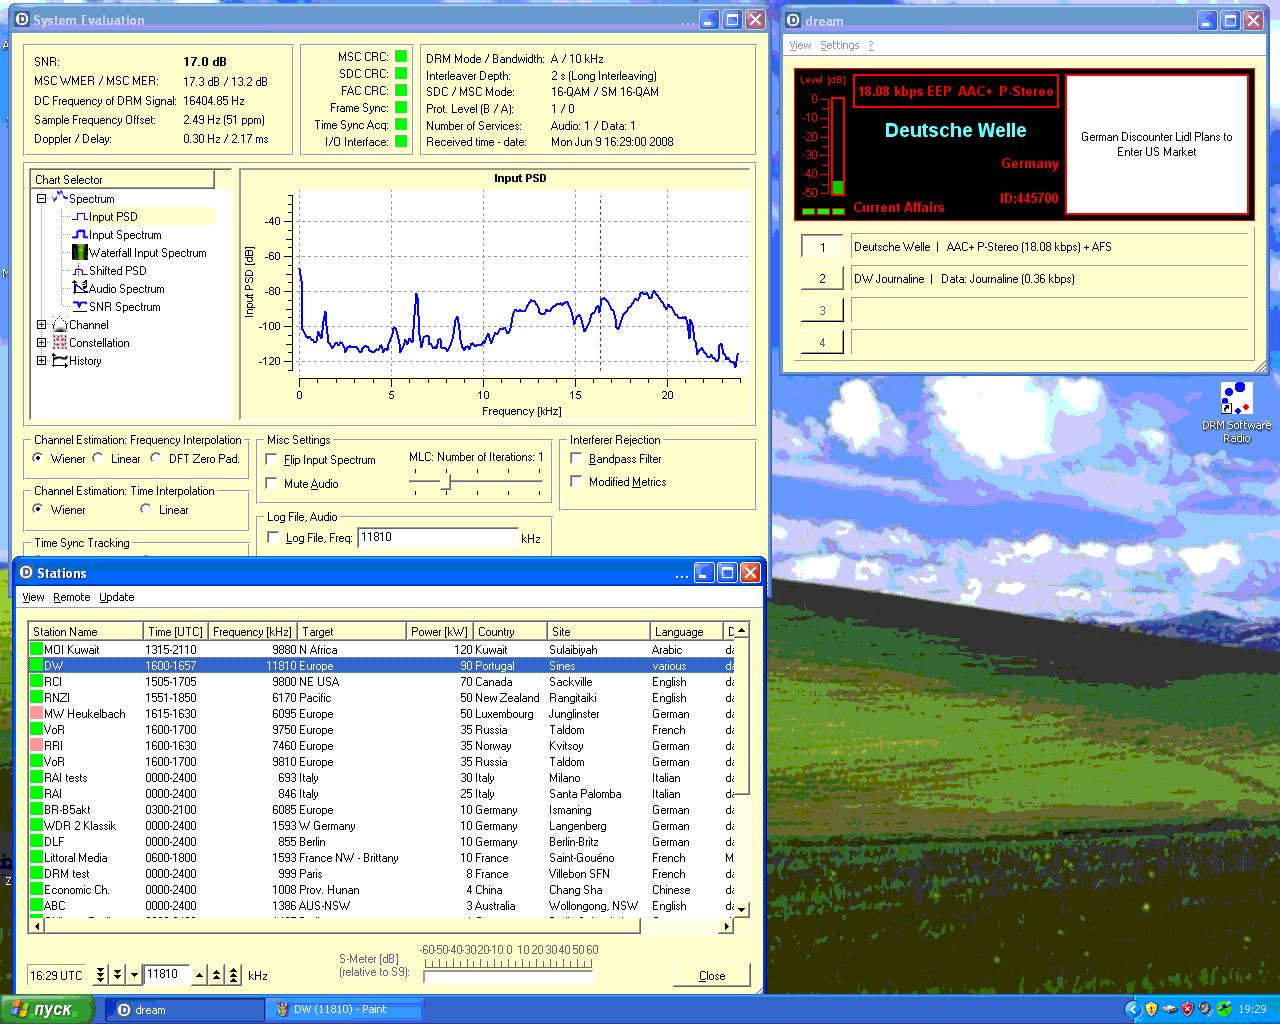 System Evaluation
...
SNR: 17.0 dB
MSC WMER / MSC MER: 17.3 dB / 13.2 dB
DC Frequency of DRM Signal: 16404.85 Hz
Sample Frequency Offset: 2.49 Hz (51 ppm)
Doppler / Delay: 0.30 Hz / 2.17 ms
MSC CRC:
SDC CRC:
FAC CRC:
Frame Sync:
Time Sync Acq:
I/O Interface:
DRM Mode / Bandwidth: A / 10 kHz
Interleaver Depth: 2 s (Long Interleaving)
SDC / MSC Mode: 16-QAM / SM 16-QAM
Prot. Level (B / A): 1 / 0
Number of Services: Audio: 1 / Data: 1
Received time - date: Mon Jun 9 16:29:00 2008
Chart Selector
Spectrum
Input PSD
Input Spectrum
Waterfall Input Spectrum
Shifted PSD
Audio Spectrum
SNR Spectrum
Channel
Constellation
History
Input PSD
Input PSD [dB]
-40
-60
-80
-100
-120
0 5 10 15 20
Frequency [kHz]
Channel Estimation: Frequency Interpolation
Wiener Linear DFT Zero Pad.
Channel Estimation: Time Interpolation
Wiener Linear
Time Sync Tracking
Misc Settings
Flip Input Spectrum
Mute Audio
MLC: Number of Iterations: 1
Log File, Audio
Log File, Freq: 11810 kHz
Interferer Rejection
Bandpass Filter
Modified Metrics
dream
View Settings ?
Level [dB]
0
-10
-20
-30
-40
-50
18.08 kbps EEP AAC+ P-Stereo
Deutsche Welle
Germany
ID:445700
Current Affairs
German Discounter Lidl Plans to
Enter US Market
1 Deutsche Welle | AAC+ P-Stereo (18.08 kbps) + AFS
2 DW Journaline | Data: Journaline (0.36 kbps)
3
4
DRM Software
Radio
Stations
...
View Remote Update
Station Name Time [UTC] Frequency [kHz] Target Power [kW] Country Site Language
MOI Kuwait 1315-2110 9880 N Africa 120 Kuwait Sulaibiyah Arabic da
DW 1600-1657 11810 Europe 90 Portugal Sines various da
RCI 1505-1705 9800 NE USA 70 Canada Sackville English da
RNZI 1551-1850 6170 Pacific 50 New Zealand Rangitaiki English da
MW Heukelbach 1615-1630 6095 Europe 50 Luxembourg Junglinster German da
VoR 1600-1700 9750 Europe 35 Russia Taldom French da
RRI 1600-1630 7460 Europe 35 Norway Kvitsoy German da
VoR 1600-1700 9810 Europe 35 Russia Taldom German da
RAI tests 0000-2400 693 Italy 30 Italy Milano Italian da
RAI 0000-2400 846 Italy 25 Italy Santa Palomba Italian da
BR-B5akt 0300-2100 6085 Europe 10 Germany Ismaning German da
WDR 2 Klassik 0000-2400 1593 W Germany 10 Germany Langenberg German da
DLF 0000-2400 855 Berlin 10 Germany Berlin-Britz German da
Littoral Media 0600-1800 1593 France NW - Brittany 10 France Saint-Gouéno French M
DRM test 0000-2400 999 Paris 8 France Villebon SFN French da
Economic Ch. 0000-2400 1008 Prov. Hunan 4 China Chang Sha Chinese da
ABC 0000-2400 1386 AUS-NSW 3 Australia Wollongong, NSW English da
16:29 UTC 11810 kHz
S-Meter [dB]
(relative to S9):
-60-50-40-30-20-10 0 10 20 30 40 50 60
Close
пуск
dream
DW (11810) - Paint
19:29